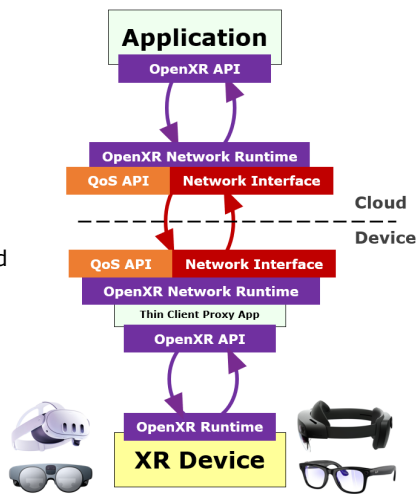 Application
OpenXR API
OpenXR Network Runtime
QoS API Network Interface
Cloud
Device
d
QoS API Network Interface
OpenXR Network Runtime
Thin Client Proxy App
OpenXR API
OpenXR Runtime
XR Device